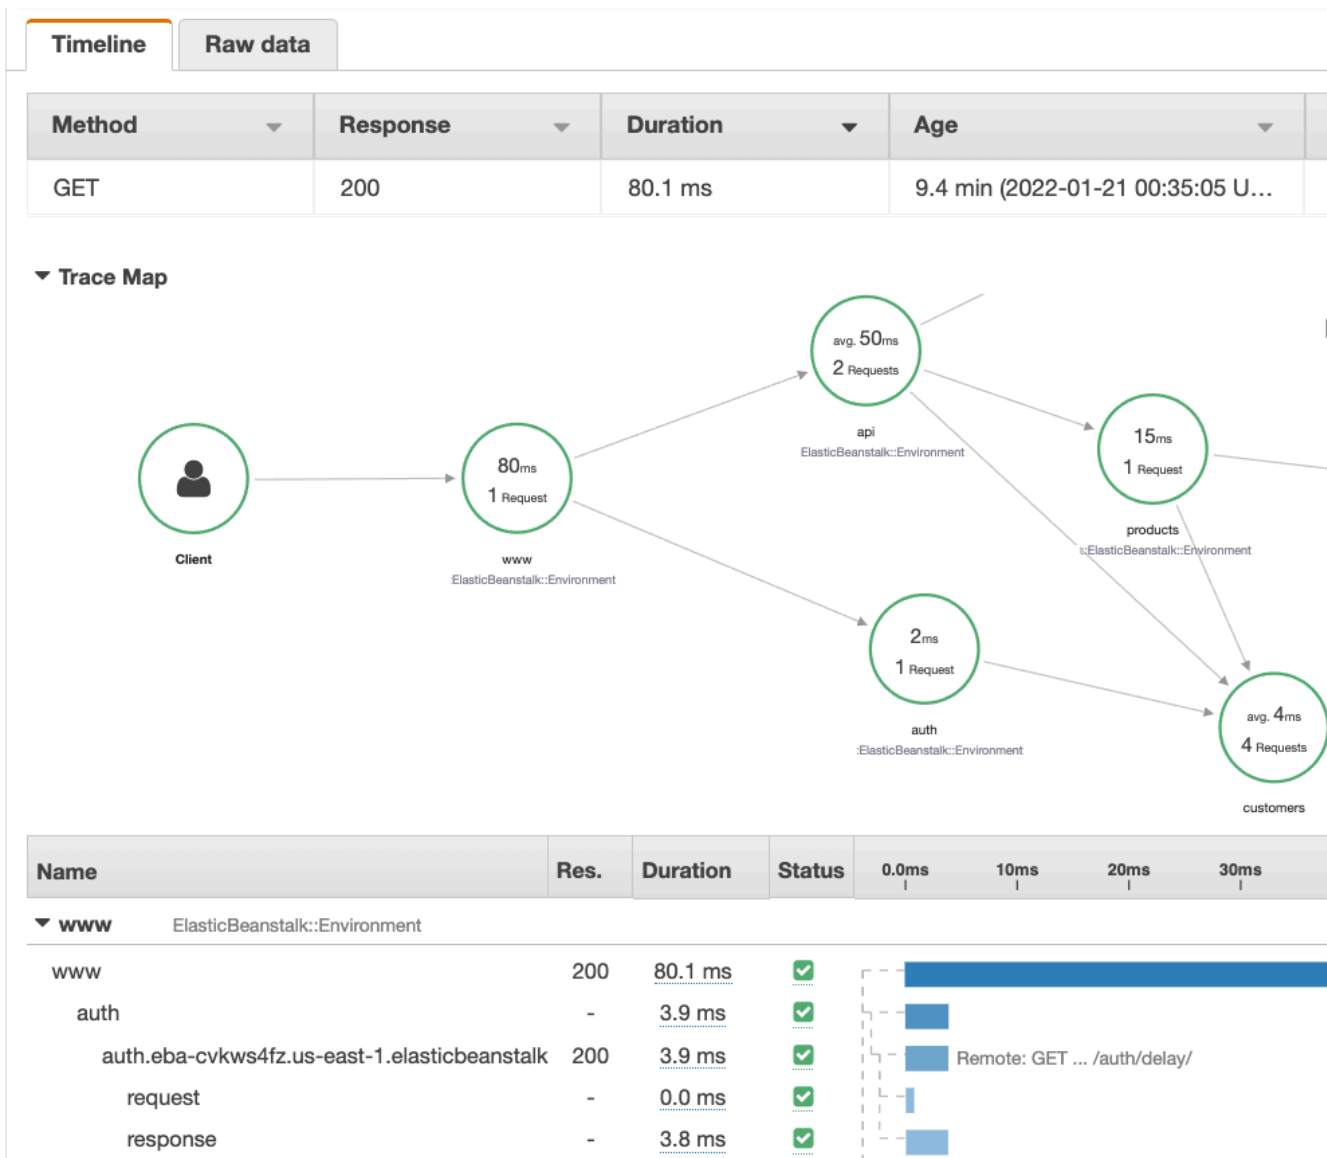 Timeline
Raw data
Method Response Duration Age
GET 200 80.1 ms 9.4 min (2022-01-21 00:35:05 U...
Trace Map
avg. 50ms
2 Requests
api
ElasticBeanstalk::Environment
15ms
1 Request
products
::ElasticBeanstalk::Environment
80ms
1 Request
www
:ElasticBeanstalk::Environment
Client
2ms
1 Request
auth
:ElasticBeanstalk::Environment
avg. 4ms
4 Requests
customers
Name Res. Duration Status 0.0ms 10ms 20ms 30ms
www ElasticBeanstalk::Environment
www 200 80.1 ms
auth - 3.9 ms
auth.eba-cvkws4fz.us-east-1.elasticbeanstalk 200 3.9 ms Remote: GET ... /auth/delay/
request - 0.0 ms
response - 3.8 ms